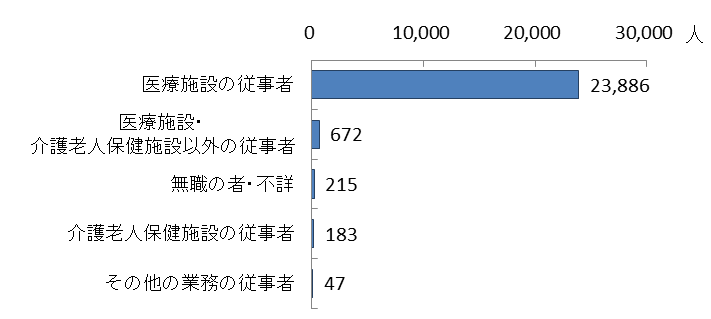 0 10,000 20,000 30,000 人
医療施設の従事者 23,886
医療施設・
介護老人保健施設以外の従事者 672
無職の者・不詳 215
介護老人保健施設の従事者 183
その他の業務の従事者 47